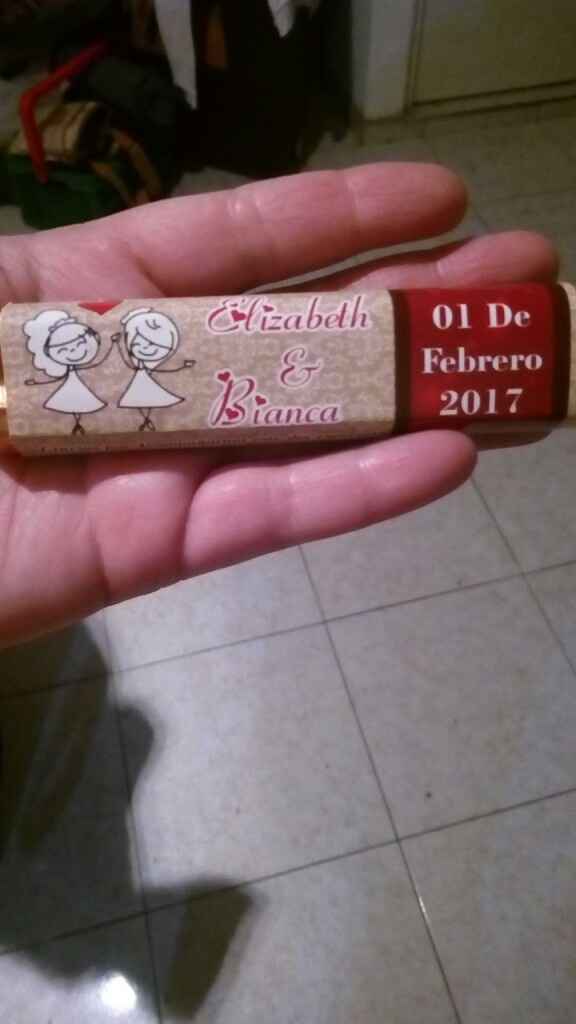 Elizabeth
&
Bianca
01 De
Febrero
2017